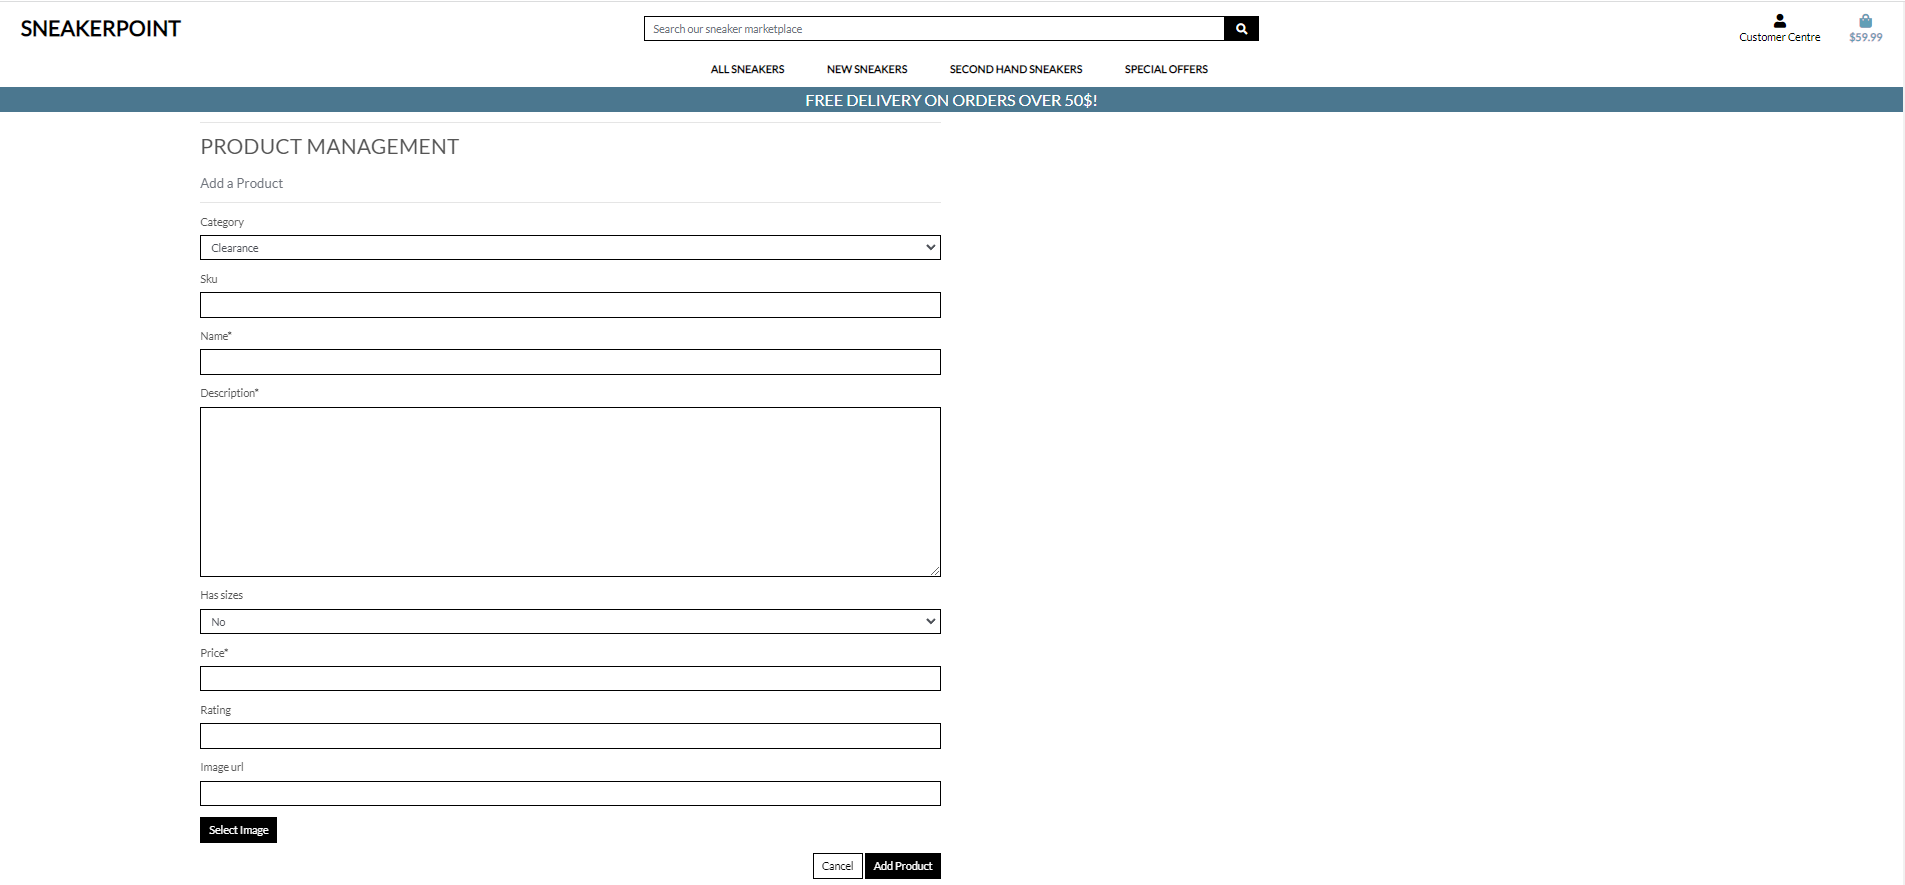 SNEAKERPOINT
Search our sneaker marketplace
Customer Centre
$59.99
ALL SNEAKERS NEW SNEAKERS SECOND HAND SNEAKERS SPECIAL OFFERS
FREE DELIVERY ON ORDERS OVER 50$!
PRODUCT MANAGEMENT
Add a Product
Category
Clearance
Sku
Name*
Description*
Has sizes
No
Price*
Rating
Image url
Select Image
Cancel Add Product